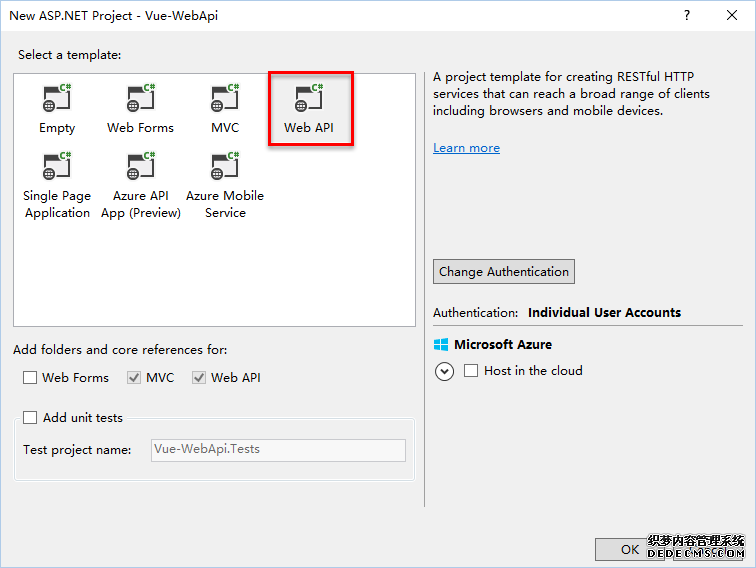 New ASP.NET Project - Vue-WebApi
?
Select a template:
C# C# C# C#
Empty Web Forms MVC Web API
C# C# C#
Single Page Azure API Azure Mobile
Application App (Preview) Service
A project template for creating RESTful HTTP
services that can reach a broad range of clients
including browsers and mobile devices.
Learn more
Change Authentication
Authentication: Individual User Accounts
Microsoft Azure
Host in the cloud
Add folders and core references for:
Web Forms MVC Web API
Add unit tests
Test project name: Vue-WebApi.Tests
OK
织梦内容管理系统
DEDECMS.COM